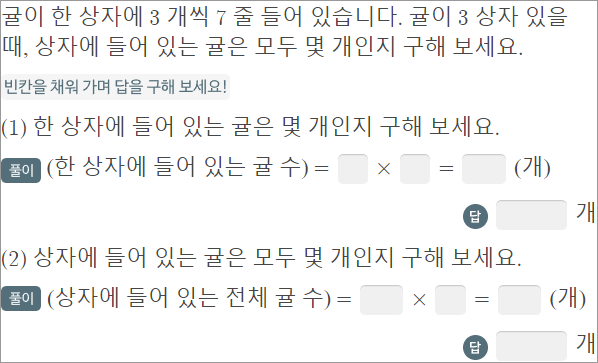 귤이 한 상자에 3 개씩 7 줄 들어 있습니다. 귤이 3 상자 있을
때, 상자에 들어 있는 귤은 모두 몇 개인지 구해 보세요.
빈칸을 채워 가며 답을 구해 보세요!
(1) 한 상자에 들어 있는 귤은 몇 개인지 구해 보세요.
풀이 (한 상자에 들어 있는 귤 수) = × = (개)
답 개
(2) 상자에 들어 있는 귤은 모두 몇 개인지 구해 보세요.
풀이 (상자에 들어 있는 전체 귤 수) = × = (개)
답 개